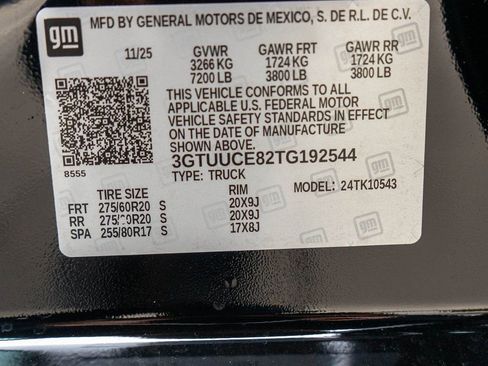 gm
MFD BY GENERAL MOTORS DE MEXICO, S. DE R.L. DE C.V.
11/25 GVWR GAWR FRT GAWR RR
3266 KG 1724 KG 1724 KG
7200 LB 3800 LB 3800 LB
THIS VEHICLE CONFORMS TO ALL
APPLICABLE U.S. FEDERAL MOTOR
VEHICLE SAFETY STANDARDS IN EFFECT
ON THE DATE OF MANUFACTURE
SHOWN ABOVE.
8555
3GTUUCE82TG192544
TYPE: TRUCK
TIRE SIZE RIM MODEL: 24TK10543
FRT 275/60R20 S 20X9J
RR 275/60R20 S 20X9J
SPA 255/80R17 S 17X8J